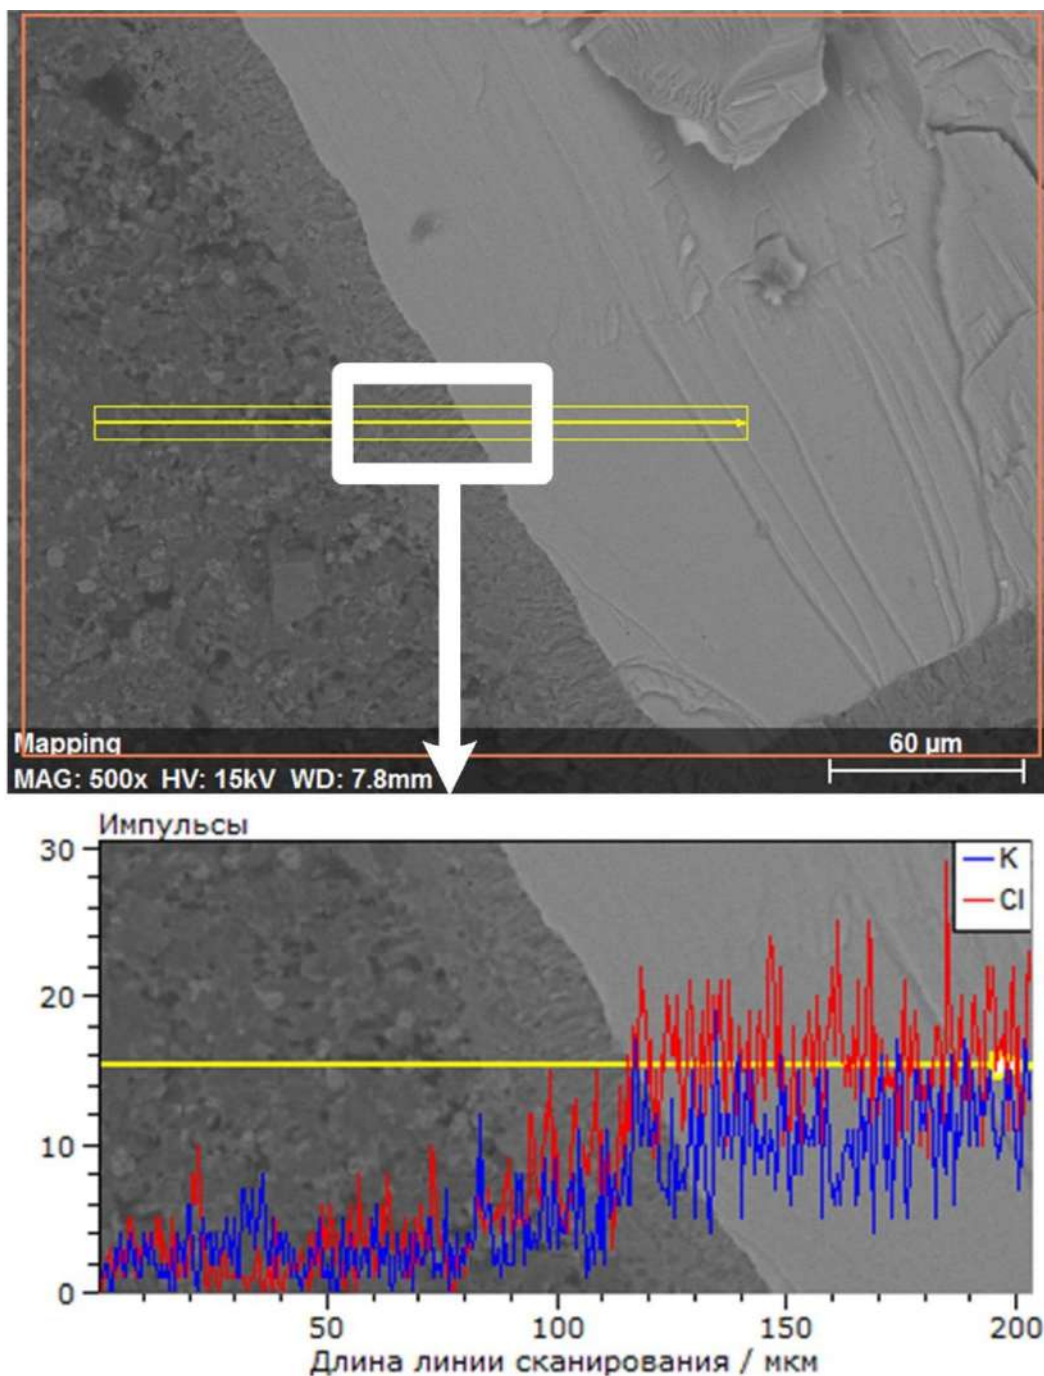 Mapping
60 µm
MAG: 500x HV: 15kV WD: 7.8mm
Импульсы
30
K
Cl
20
10
0
50 100 150 200
Длина линии сканирования / мкм